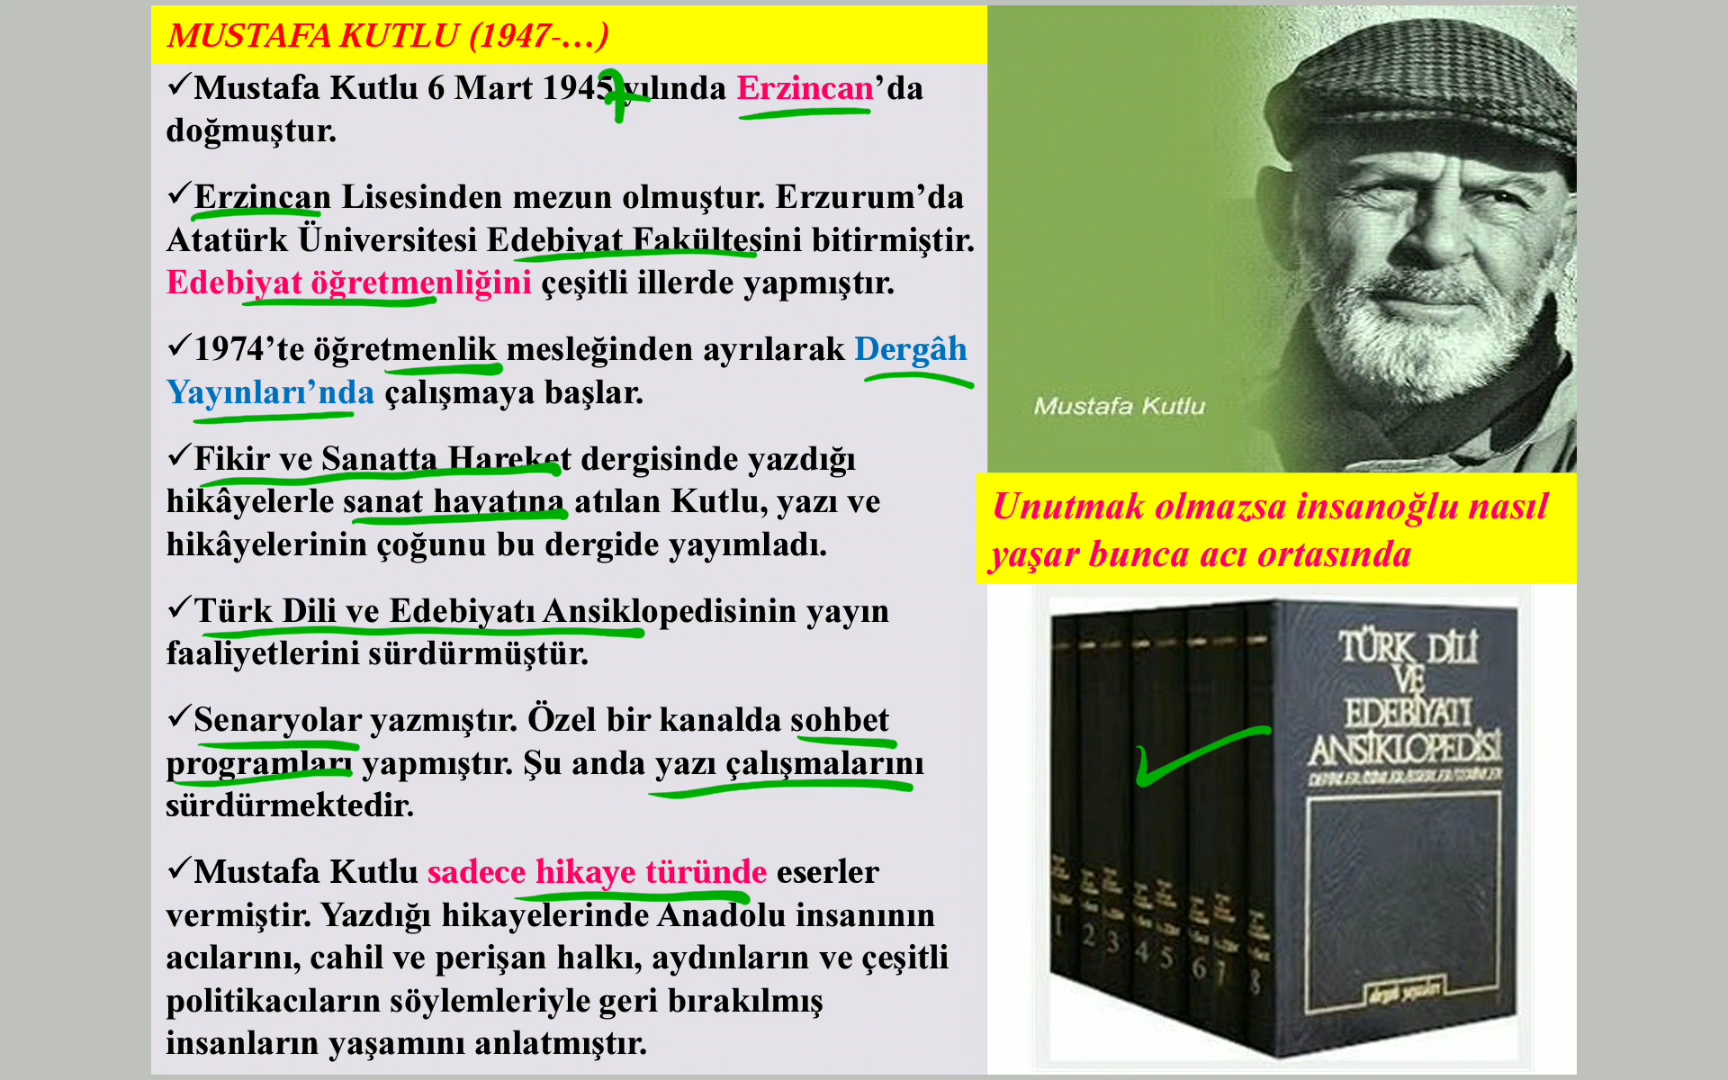 MUSTAFA KUTLU (1947-…)
✓Mustafa Kutlu 6 Mart 1945 yılında Erzincan’da
doğmuştur.
✓Erzincan Lisesinden mezun olmuştur. Erzurum’da
Atatürk Üniversitesi Edebiyat Fakültesini bitirmiştir.
Edebiyat öğretmenliğini çeşitli illerde yapmıştır.
✓1974’te öğretmenlik mesleğinden ayrılarak Dergâh
Yayınları’nda çalışmaya başlar.
✓Fikir ve Sanatta Hareket dergisinde yazdığı
hikâyelerle sanat hayatına atılan Kutlu, yazı ve
hikâyelerinin çoğunu bu dergide yayımladı.
✓Türk Dili ve Edebiyatı Ansiklopedisinin yayın
faaliyetlerini sürdürmüştür.
✓Senaryolar yazmıştır. Özel bir kanalda sohbet
programları yapmıştır. Şu anda yazı çalışmalarını
sürdürmektedir.
✓Mustafa Kutlu sadece hikaye türünde eserler
vermiştir. Yazdığı hikayelerinde Anadolu insanının
acılarını, cahil ve perişan halkı, aydınların ve çeşitli
politikacıların söylemleriyle geri bırakılmış
insanların yaşamını anlatmıştır.
7
Mustafa Kutlu
Unutmak olmazsa insanoğlu nasıl
yaşar bunca acı ortasında
TÜRK DİLİ
VE
EDEBİYATI
ANSİKLOPEDİSİ
1 2 3 4 5 6 7 8